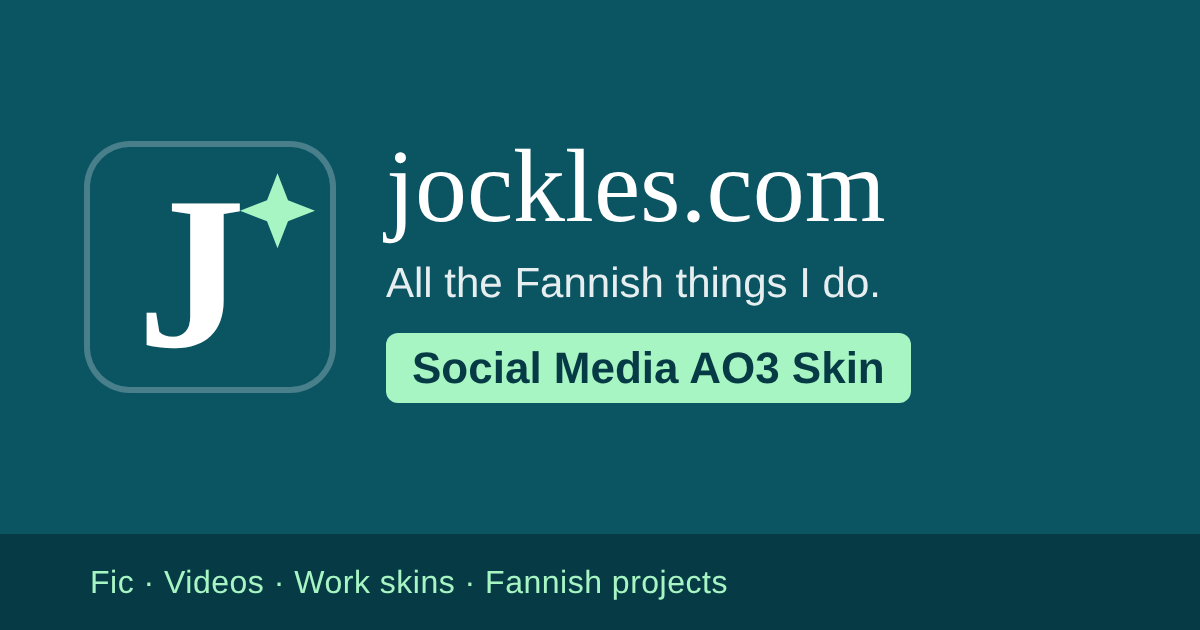 J
jockles.com
All the Fannish things I do.
Social Media AO3 Skin
Fic · Videos · Work skins · Fannish projects